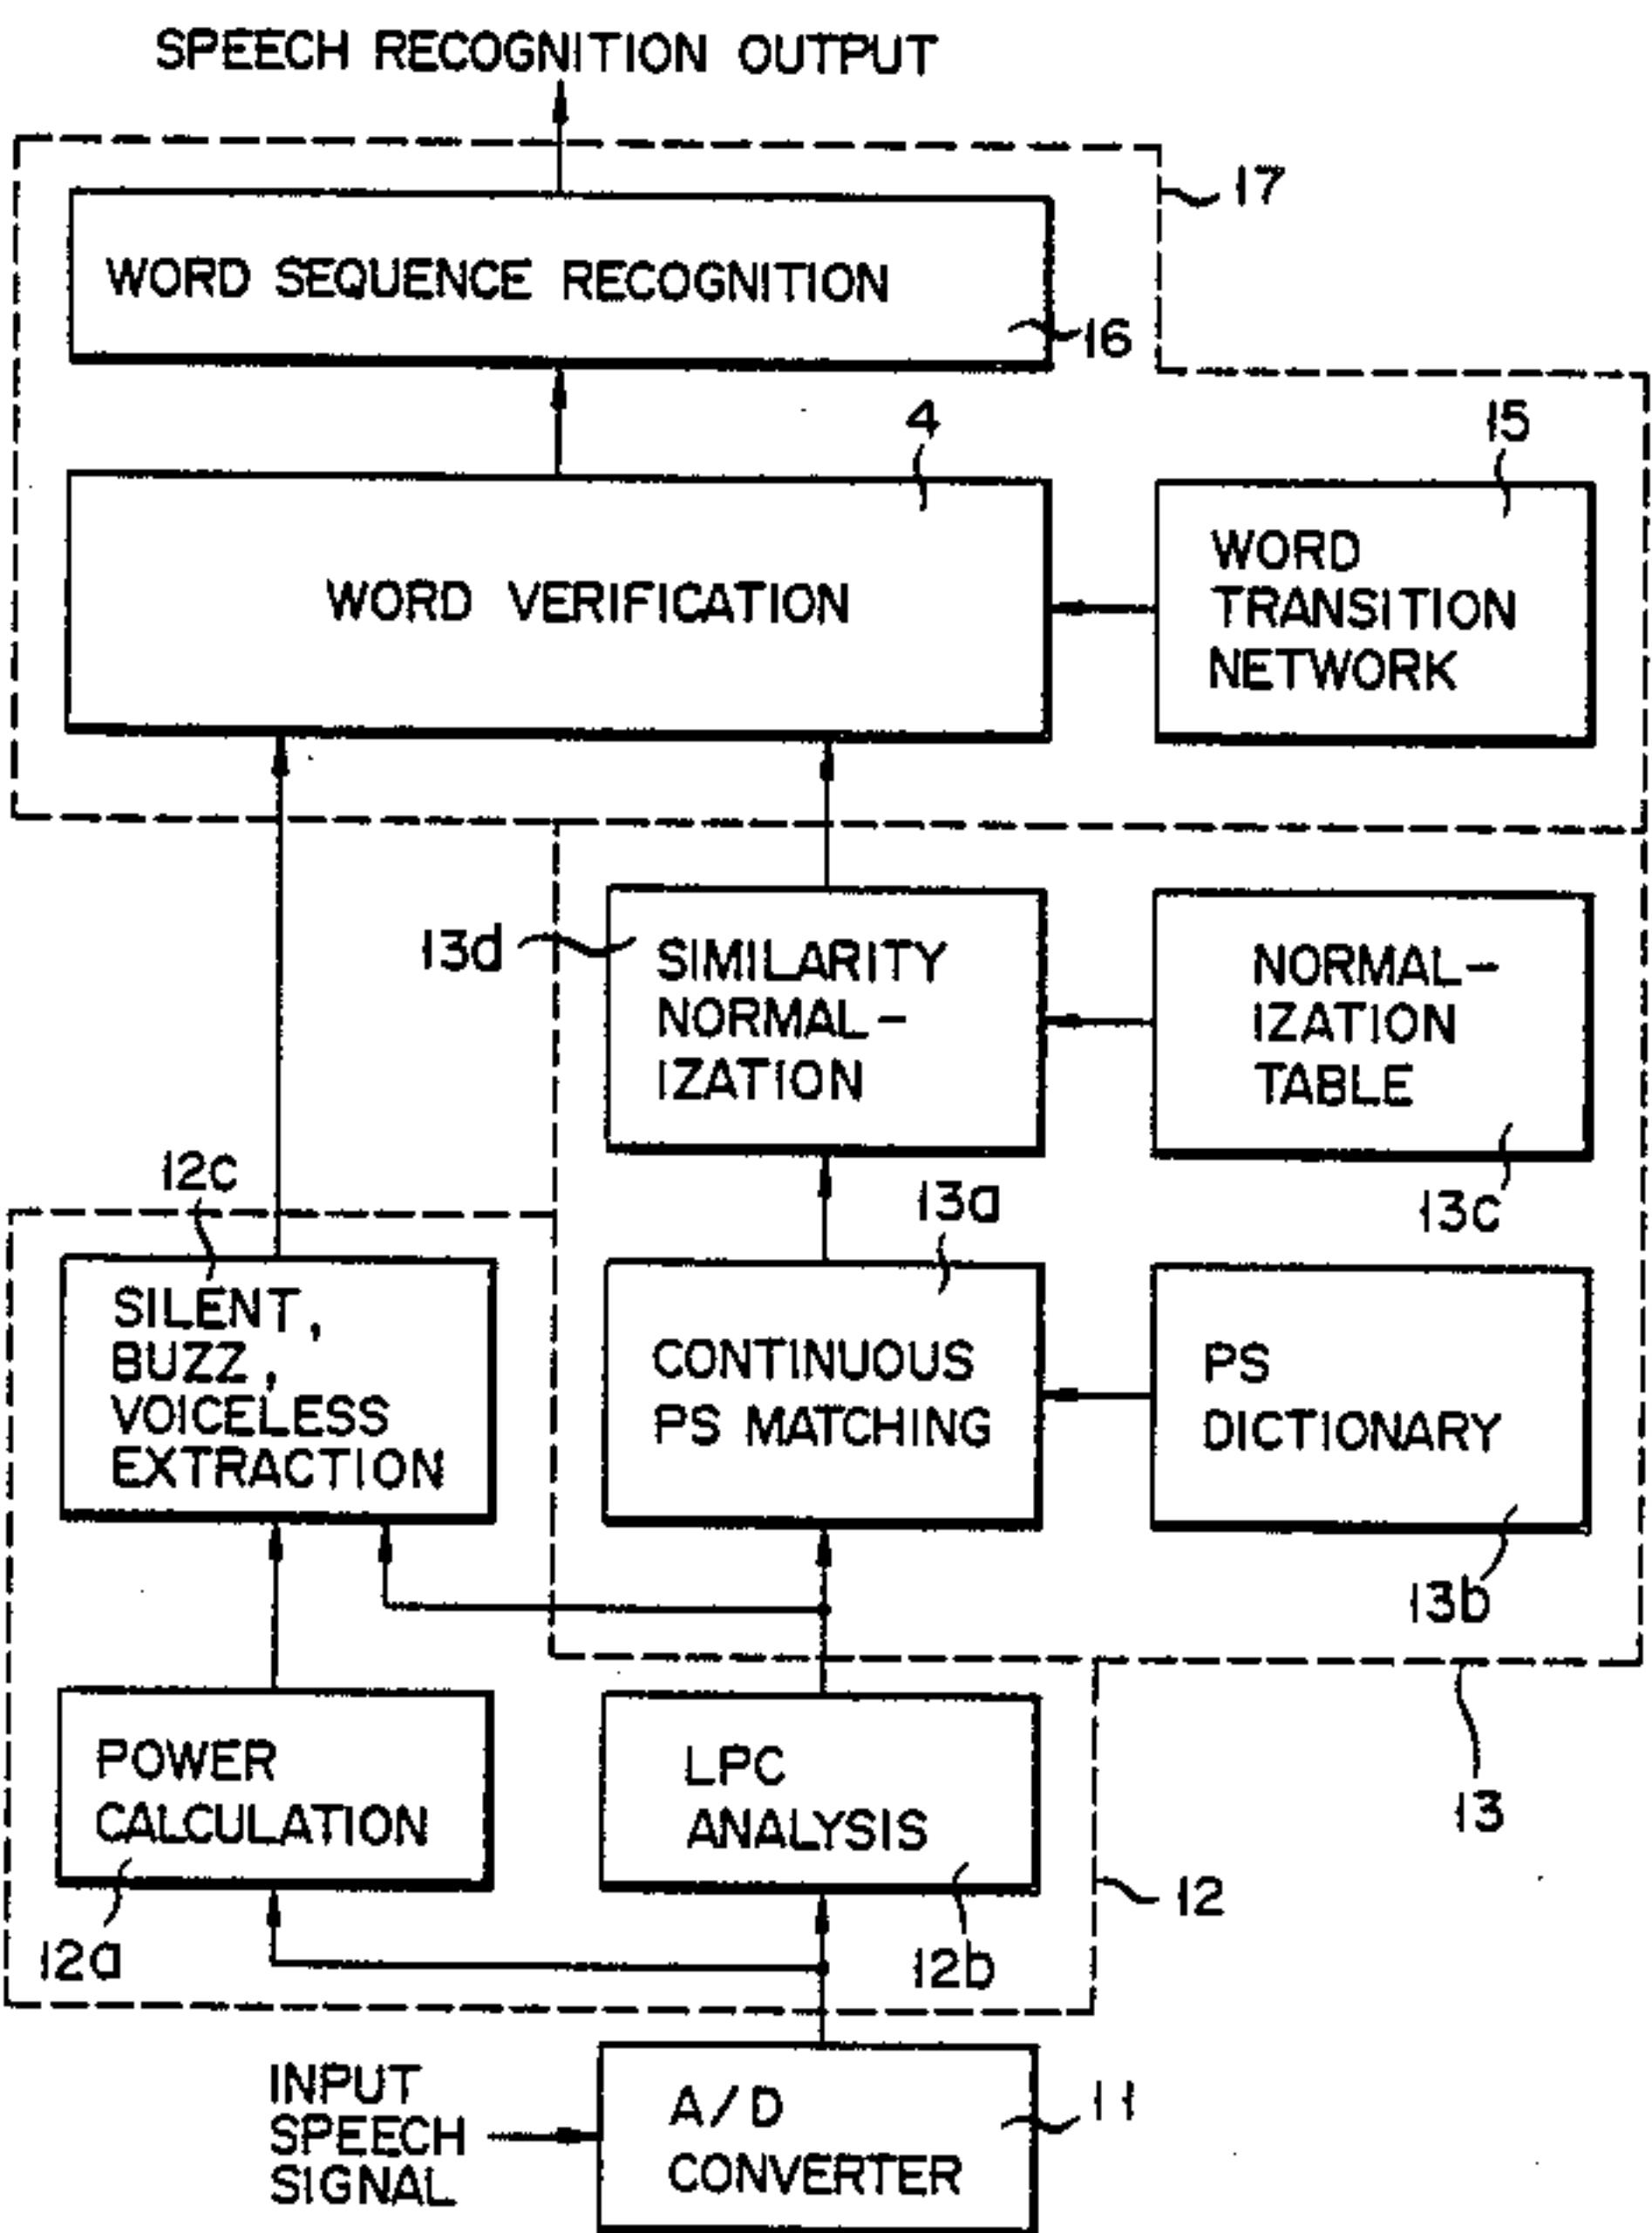 SPEECH RECOGNITION OUTPUT
17
WORD SEQUENCE RECOGNITION
16
4
15
WORD VERIFICATION
WORD
TRANSITION
NETWORK
13d
SIMILARITY
NORMAL-
IZATION
NORMAL-
IZATION
TABLE
13c
12c
13a
SILENT,
BUZZ,
VOICELESS
EXTRACTION
CONTINUOUS
PS MATCHING
PS
DICTIONARY
13b
POWER
CALCULATION
LPC
ANALYSIS
13
12
12a
12b
INPUT
SPEECH
SIGNAL
A/D
CONVERTER
11